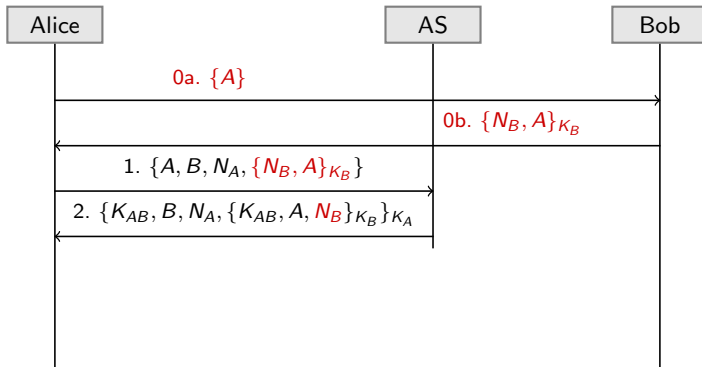 Alice AS Bob
0a. {A}
0b. {N_B, A}_{K_B}
1. {A, B, N_A, {N_B, A}_{K_B}}
2. {K_{AB}, B, N_A, {K_{AB}, A, N_B}_{K_B}}_{K_A}